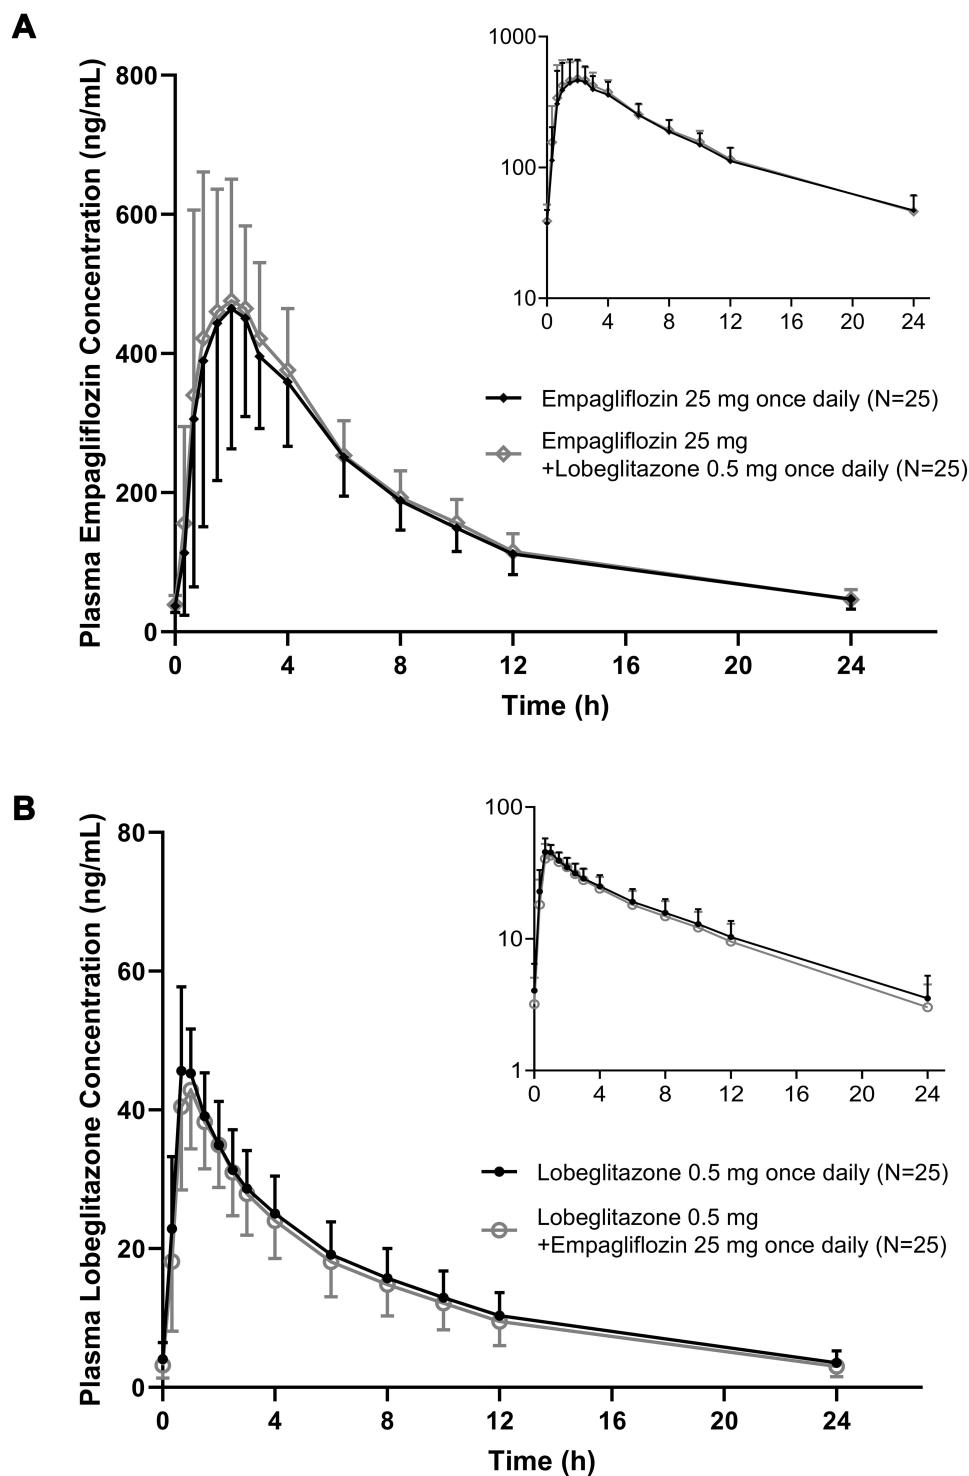 A
Plasma Empagliflozin Concentration (ng/mL)
800
600
400
200
0
0 4 8 12 16 20 24
Time (h)
1000
100
10
0 4 8 12 16 20 24
Empagliflozin 25 mg once daily (N=25)
Empagliflozin 25 mg
+Lobeglitazone 0.5 mg once daily (N=25)
B
Plasma Lobeglitazone Concentration (ng/mL)
80
60
40
20
0
0 4 8 12 16 20 24
Time (h)
100
10
1
0 4 8 12 16 20 24
Lobeglitazone 0.5 mg once daily (N=25)
Lobeglitazone 0.5 mg
+Empagliflozin 25 mg once daily (N=25)